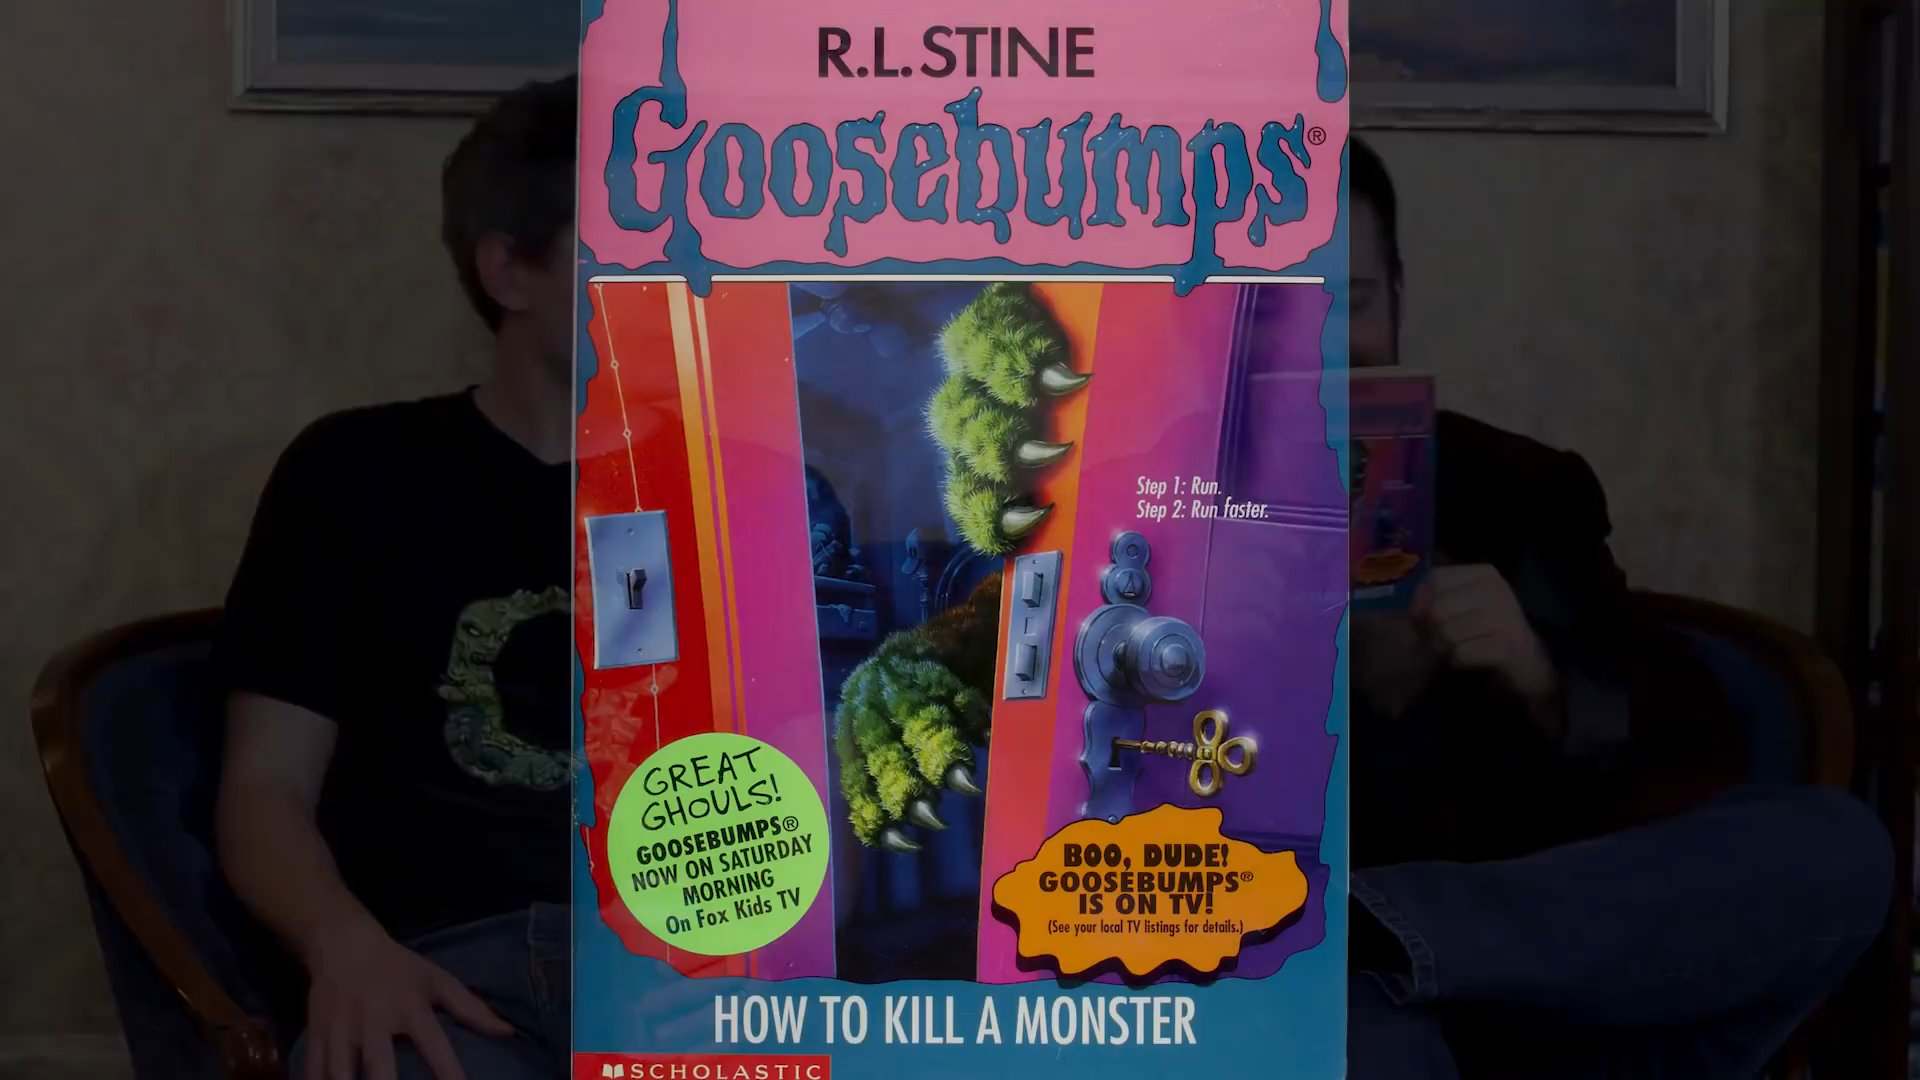 R.L. STINE
Goosebumps®
Step 1: Run.
Step 2: Run faster.
GREAT
GHOULS!
GOOSEBUMPS®
NOW ON SATURDAY
MORNING
On Fox Kids TV
BOO, DUDE!
GOOSEBUMPS®
IS ON TV!
(See your local TV listings for details.)
HOW TO KILL A MONSTER
SCHOLASTIC